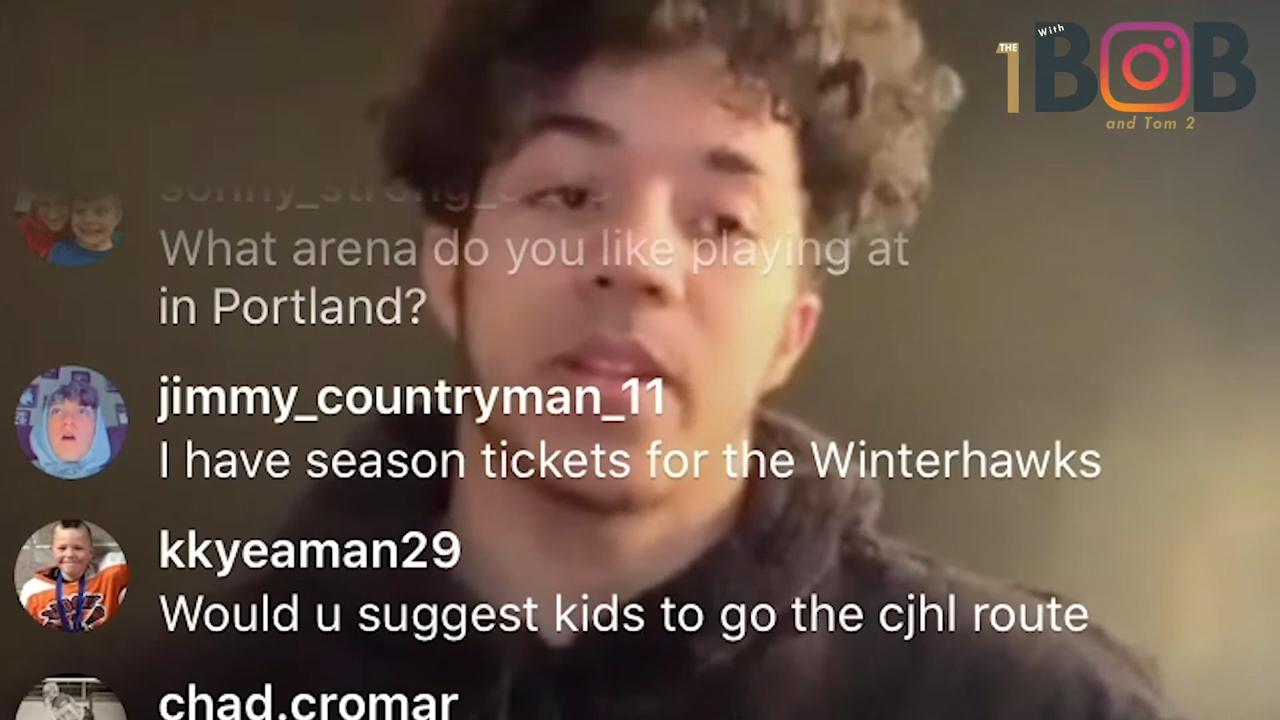 THE 1 With BOB
and Tom 2
What arena do you like playing at
in Portland?
jimmy_countryman_11
I have season tickets for the Winterhawks
kkyeaman29
Would u suggest kids to go the cjhl route
chad.cromar